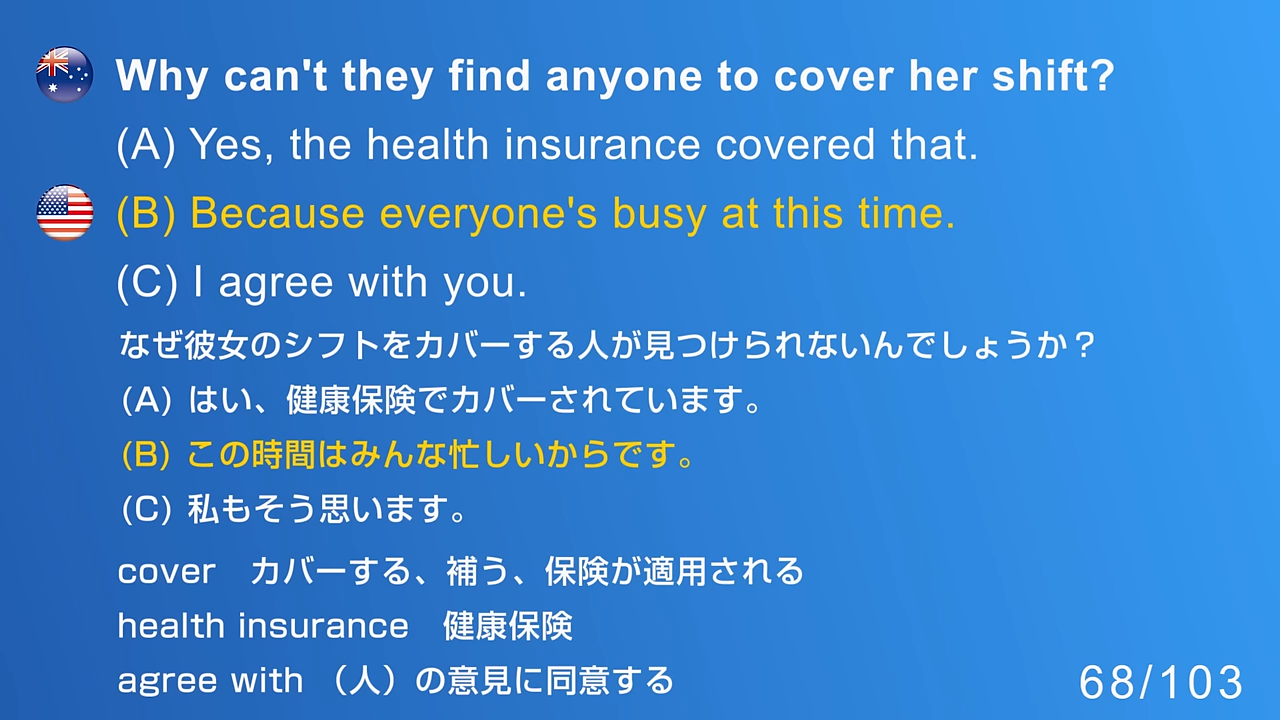 Why can't they find anyone to cover her shift?
(A) Yes, the health insurance covered that.
(B) Because everyone's busy at this time.
(C) I agree with you.
なぜ彼女のシフトをカバーする人が見つけられないんでしょうか？
(A) はい、健康保険でカバーされています。
(B) この時間はみんな忙しいからです。
(C) 私もそう思います。
cover　カバーする、補う、保険が適用される
health insurance　健康保険
agree with （人）の意見に同意する
68/103